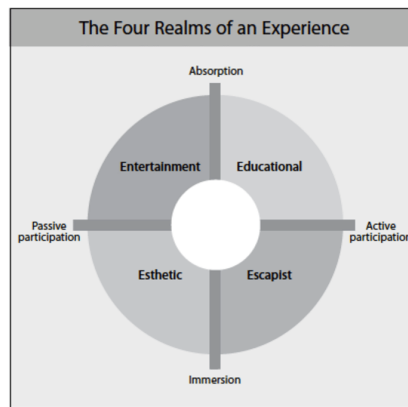 The Four Realms of an Experience
Absorption
Entertainment
Educational
Passive
participation
Active
participation
Esthetic
Escapist
Immersion